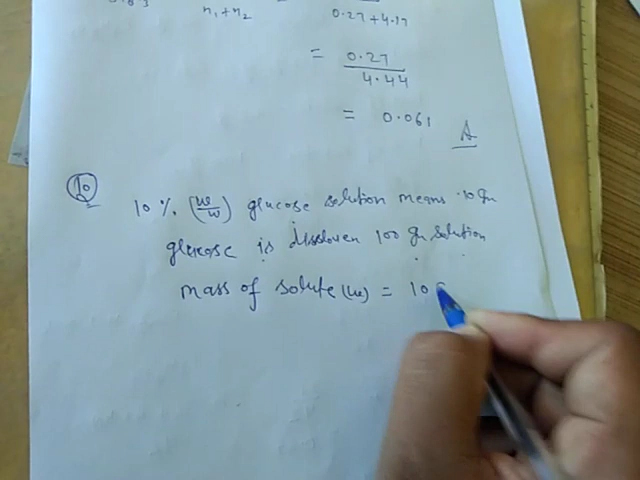 n₁+n₂
0.27+4.17
= 0.27
4.44
= 0.061 A
10
10 %. (w/w) glucose solution means 10 gm
glucose is dissloven 100 gm solution
mass of solute (w) = 10